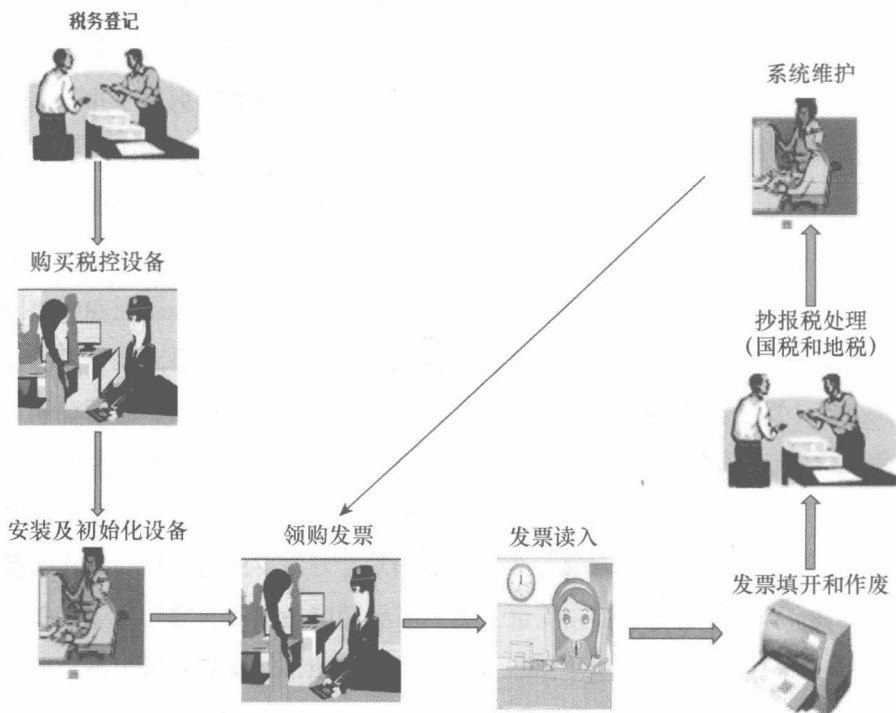 税务登记
购买税控设备
安装及初始化设备
领购发票
发票读入
发票填开和作废
抄报税处理
(国税和地税)
系统维护